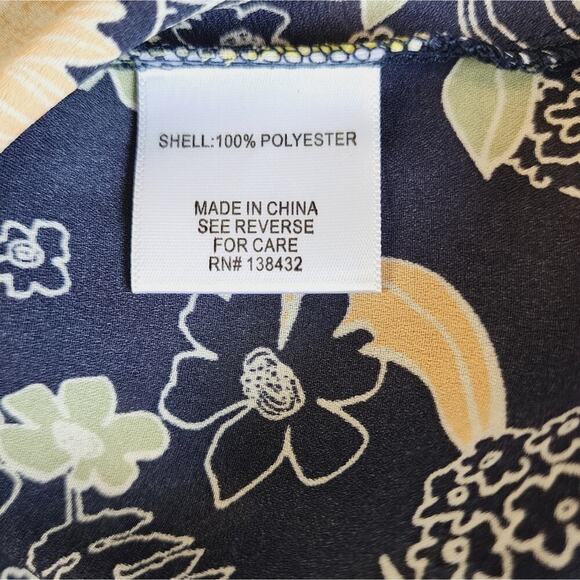 SHELL:100% POLYESTER
MADE IN CHINA
SEE REVERSE
FOR CARE
RN# 138432